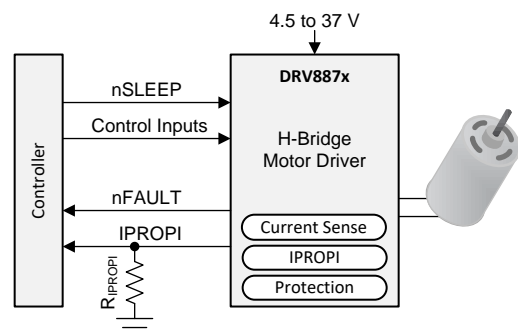 4.5 to 37 V
DRV887x
nSLEEP
Control Inputs
H-Bridge
Motor Driver
Controller
nFAULT
IPROPI
Current Sense
IPROPI
Protection
RIPROPI